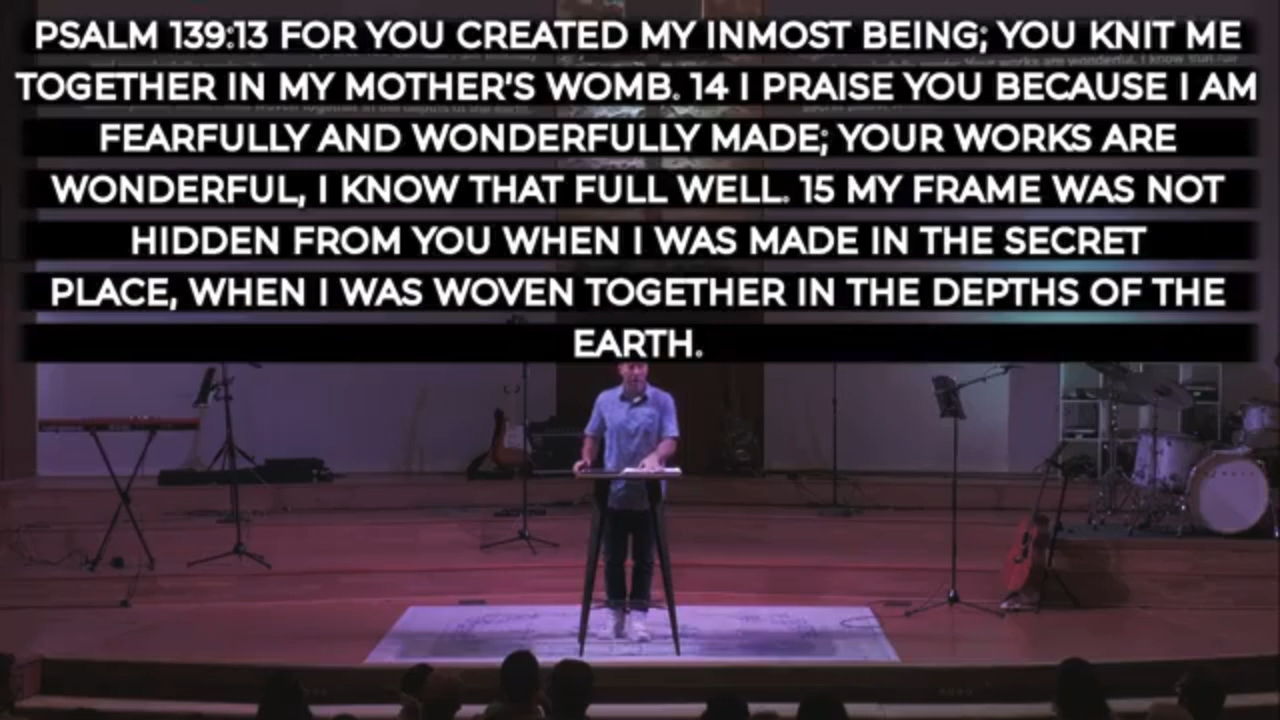 PSALM 139:13 FOR YOU CREATED MY INMOST BEING; YOU KNIT ME
TOGETHER IN MY MOTHER'S WOMB. 14 I PRAISE YOU BECAUSE I AM
FEARFULLY AND WONDERFULLY MADE; YOUR WORKS ARE
WONDERFUL, I KNOW THAT FULL WELL. 15 MY FRAME WAS NOT
HIDDEN FROM YOU WHEN I WAS MADE IN THE SECRET
PLACE, WHEN I WAS WOVEN TOGETHER IN THE DEPTHS OF THE
EARTH.